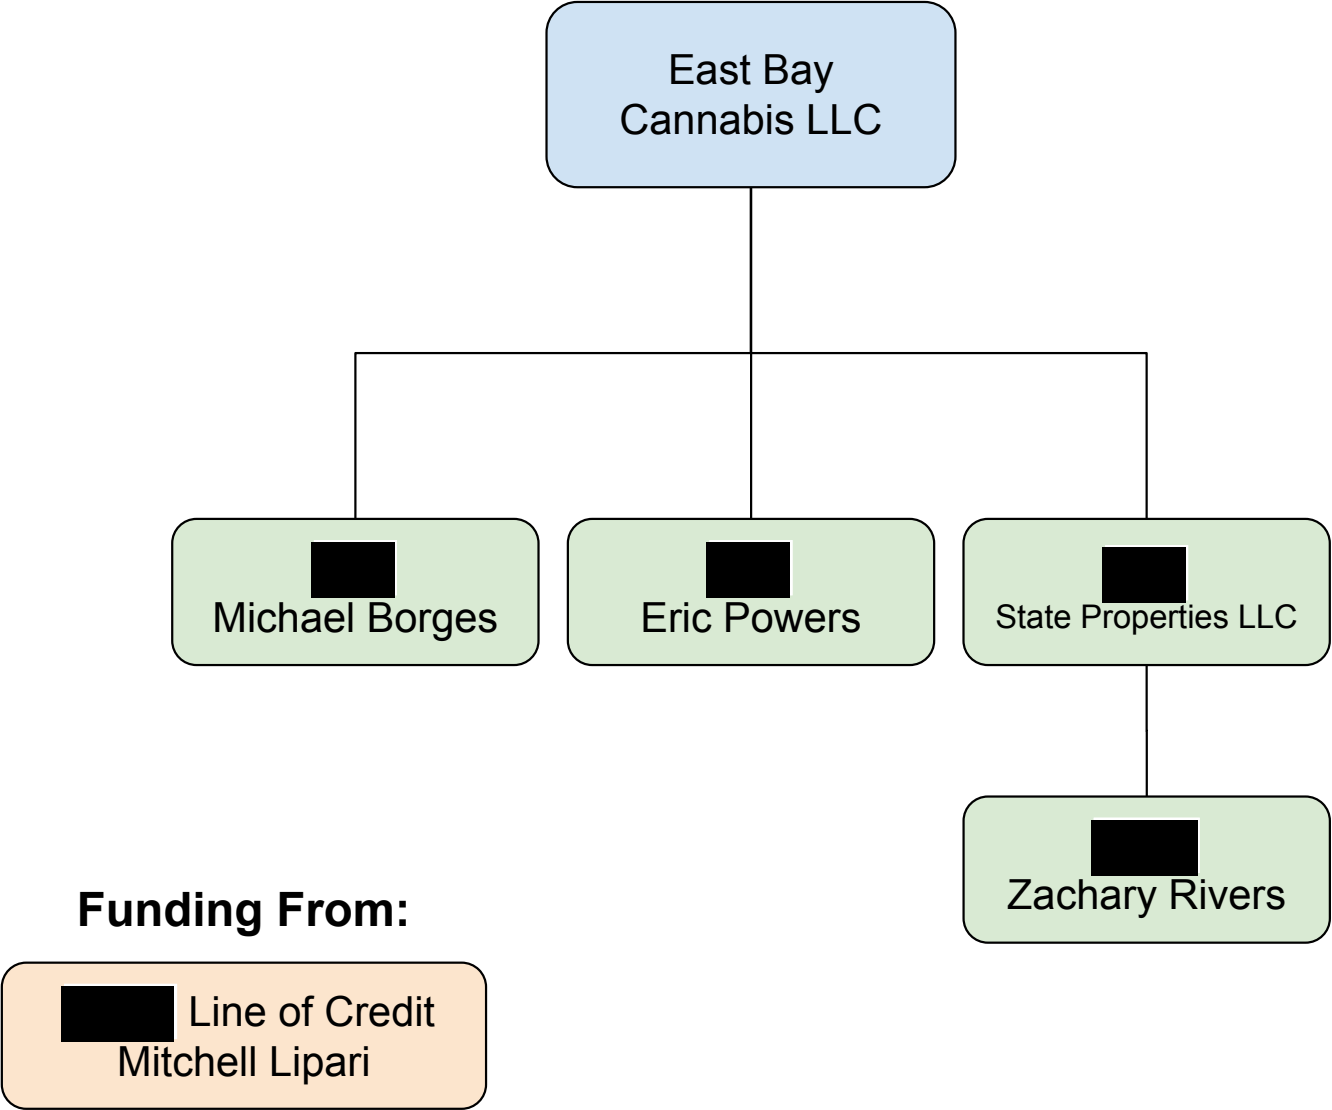 East Bay
Cannabis LLC
Michael Borges
Eric Powers
State Properties LLC
Zachary Rivers
Funding From:
Line of Credit
Mitchell Lipari